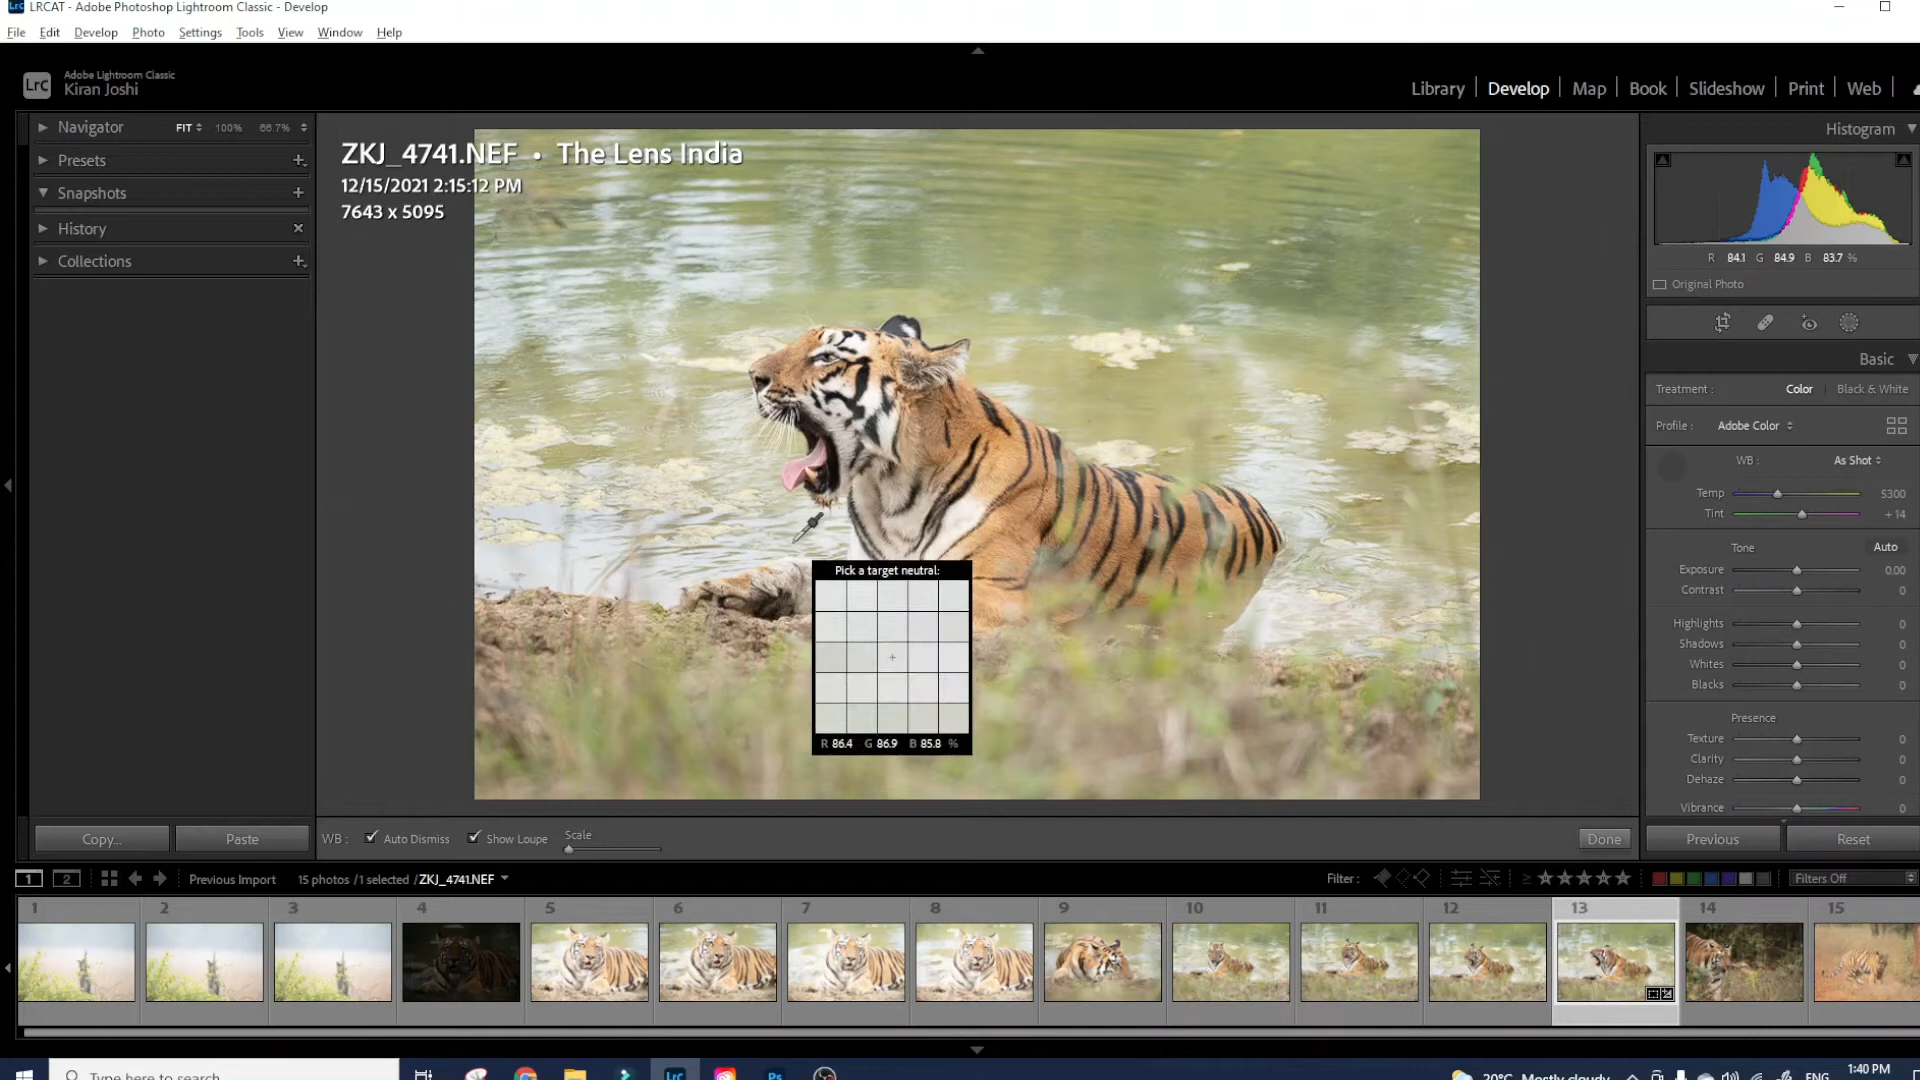 LRCAT - Adobe Photoshop Lightroom Classic - Develop
File Edit Develop Photo Settings Tools View Window Help
LrC Adobe Lightroom Classic
Kiran Joshi
Library Develop Map Book Slideshow Print Web
Navigator FIT 100% 66.7%
Presets
Snapshots
History
Collections
ZKJ_4741.NEF • The Lens India
12/15/2021 2:15:12 PM
7643 x 5095
Pick a target neutral:
R 86.4 G 86.9 B 85.8 %
Histogram
R 84.1 G 84.9 B 83.7 %
Original Photo
Basic
Treatment : Color Black & White
Profile : Adobe Color
WB : As Shot
Temp 5300
Tint +14
Tone Auto
Exposure 0.00
Contrast 0
Highlights 0
Shadows 0
Whites 0
Blacks 0
Presence
Texture 0
Clarity 0
Dehaze 0
Vibrance 0
Copy... Paste
WB : Auto Dismiss Show Loupe Scale Done
Previous Reset
1 2 Previous Import 15 photos /1 selected /ZKJ_4741.NEF Filter : ≥ Filters Off
1 2 3 4 5 6 7 8 9 10 11 12 13 14 15
Type here to search LrC Ps 20°C Mostly cloudy ENG 1:40 PM